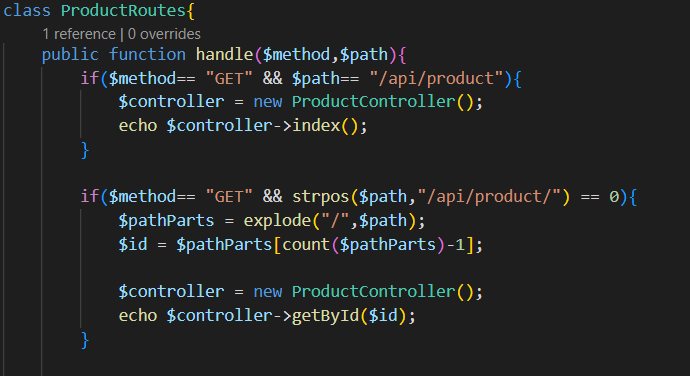 class ProductRoutes{
1 reference | 0 overrides
public function handle($method,$path){
if($method== "GET" && $path== "/api/product"){
$controller = new ProductController();
echo $controller->index();
}
if($method== "GET" && strpos($path,"/api/product/") == 0){
$pathParts = explode("/",$path);
$id = $pathParts[count($pathParts)-1];
$controller = new ProductController();
echo $controller->getById($id);
}